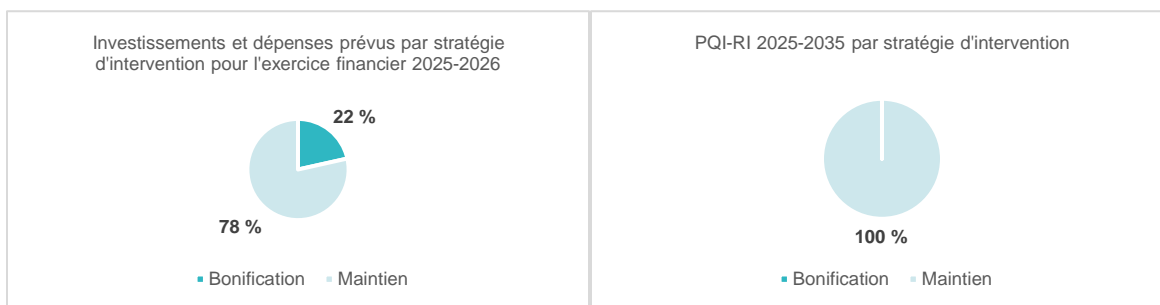 Investissements et dépenses prévus par stratégie
d'intervention pour l'exercice financier 2025-2026
22 %
78 %
Bonification Maintien
PQI-RI 2025-2035 par stratégie d'intervention
100 %
Bonification Maintien